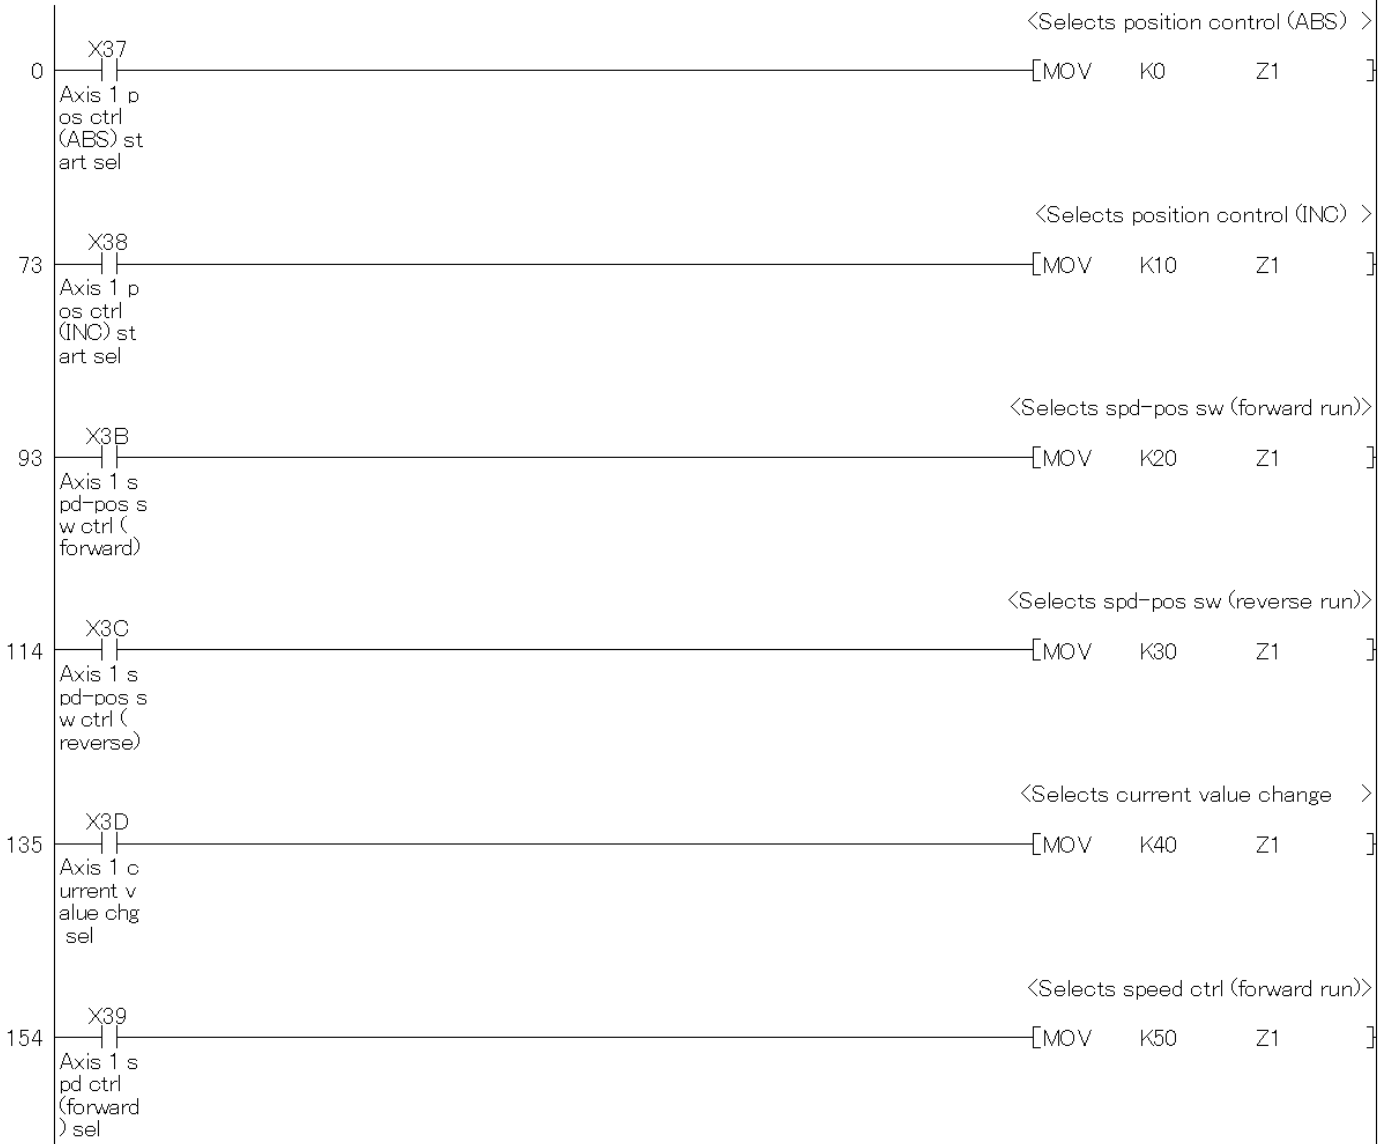 <Selects position control (ABS) >
X37
0 [MOV K0 Z1 ]
Axis 1 p
os ctrl
(ABS) st
art sel
<Selects position control (INC) >
X38
73 [MOV K10 Z1 ]
Axis 1 p
os ctrl
(INC) st
art sel
<Selects spd-pos sw (forward run)>
X3B
93 [MOV K20 Z1 ]
Axis 1 s
pd-pos s
w ctrl (
forward)
<Selects spd-pos sw (reverse run)>
X3C
114 [MOV K30 Z1 ]
Axis 1 s
pd-pos s
w ctrl (
reverse)
<Selects current value change >
X3D
135 [MOV K40 Z1 ]
Axis 1 c
urrent v
alue chg
sel
<Selects speed ctrl (forward run)>
X39
154 [MOV K50 Z1 ]
Axis 1 s
pd ctrl
(forward
) sel